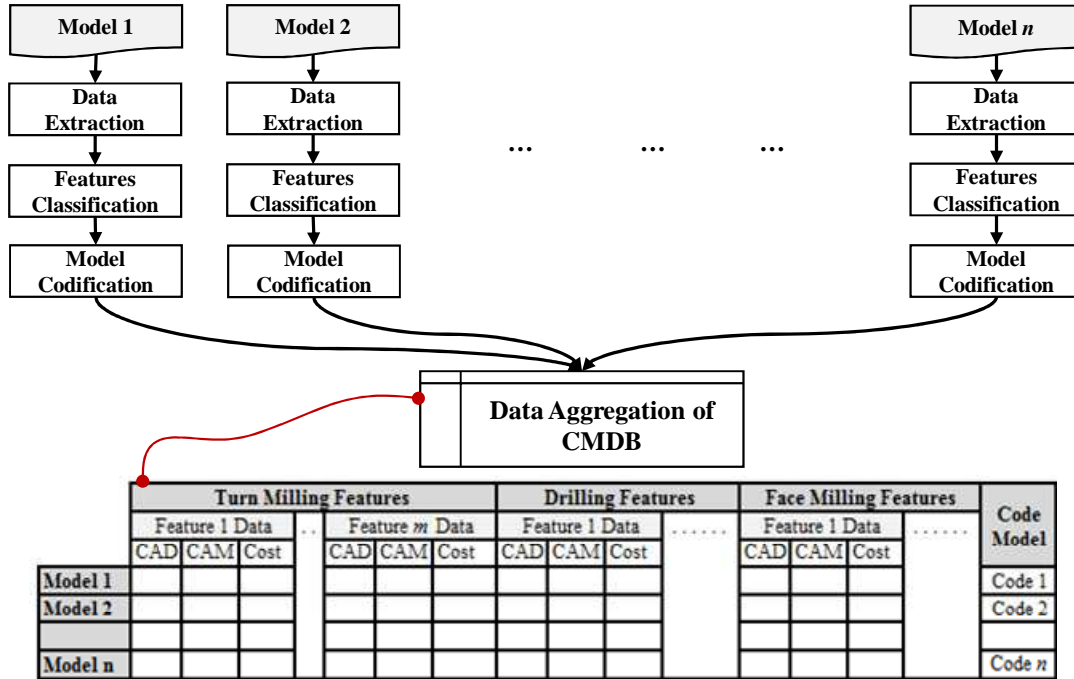 Model 1
Model 2
Model n
Data
Extraction
Data
Extraction
Data
Extraction
... ... ...
Features
Classification
Features
Classification
Features
Classification
Model
Codification
Model
Codification
Model
Codification
Data Aggregation of
CMDB
Turn Milling Features Drilling Features Face Milling Features Code
Model
Feature 1 Data .. Feature m Data Feature 1 Data ...... Feature 1 Data ......
CAD CAM Cost CAD CAM Cost CAD CAM Cost CAD CAM Cost
Model 1 Code 1
Model 2 Code 2
Model n Code n